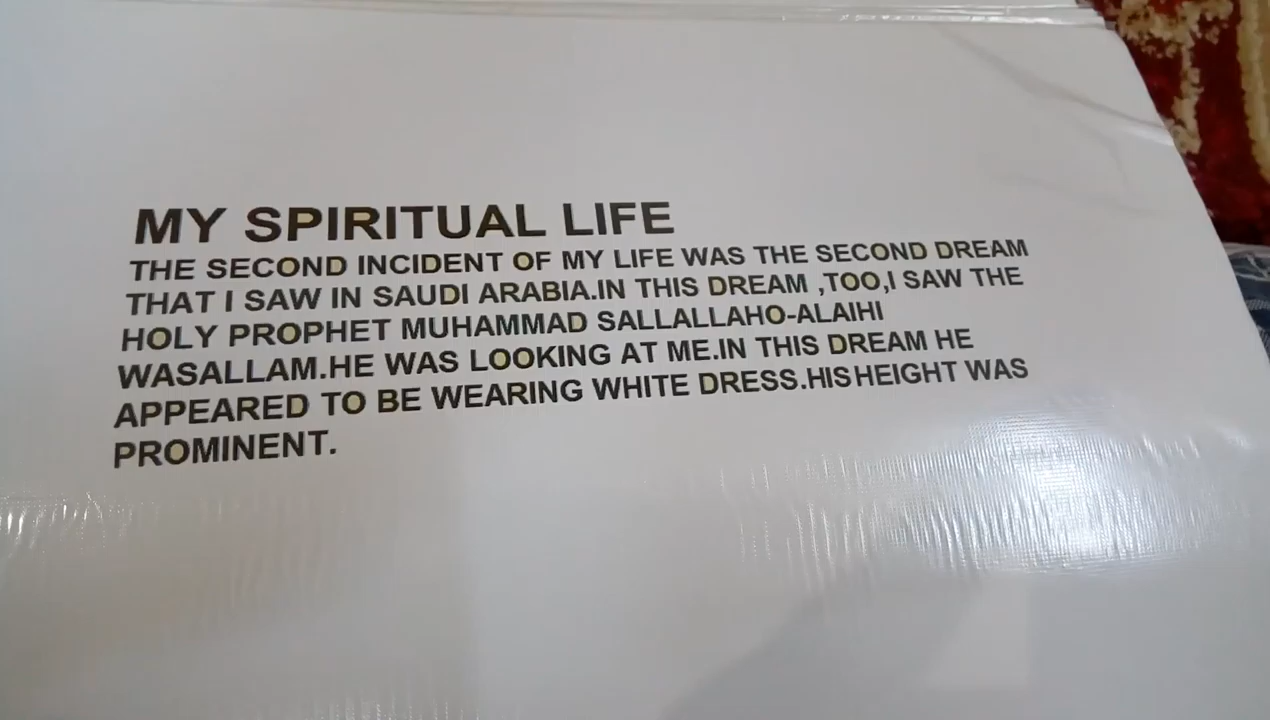 MY SPIRITUAL LIFE
THE SECOND INCIDENT OF MY LIFE WAS THE SECOND DREAM
THAT I SAW IN SAUDI ARABIA.IN THIS DREAM ,TOO,I SAW THE
HOLY PROPHET MUHAMMAD SALLALLAHO-ALAIHI
WASALLAM.HE WAS LOOKING AT ME.IN THIS DREAM HE
APPEARED TO BE WEARING WHITE DRESS.HIS HEIGHT WAS
PROMINENT.